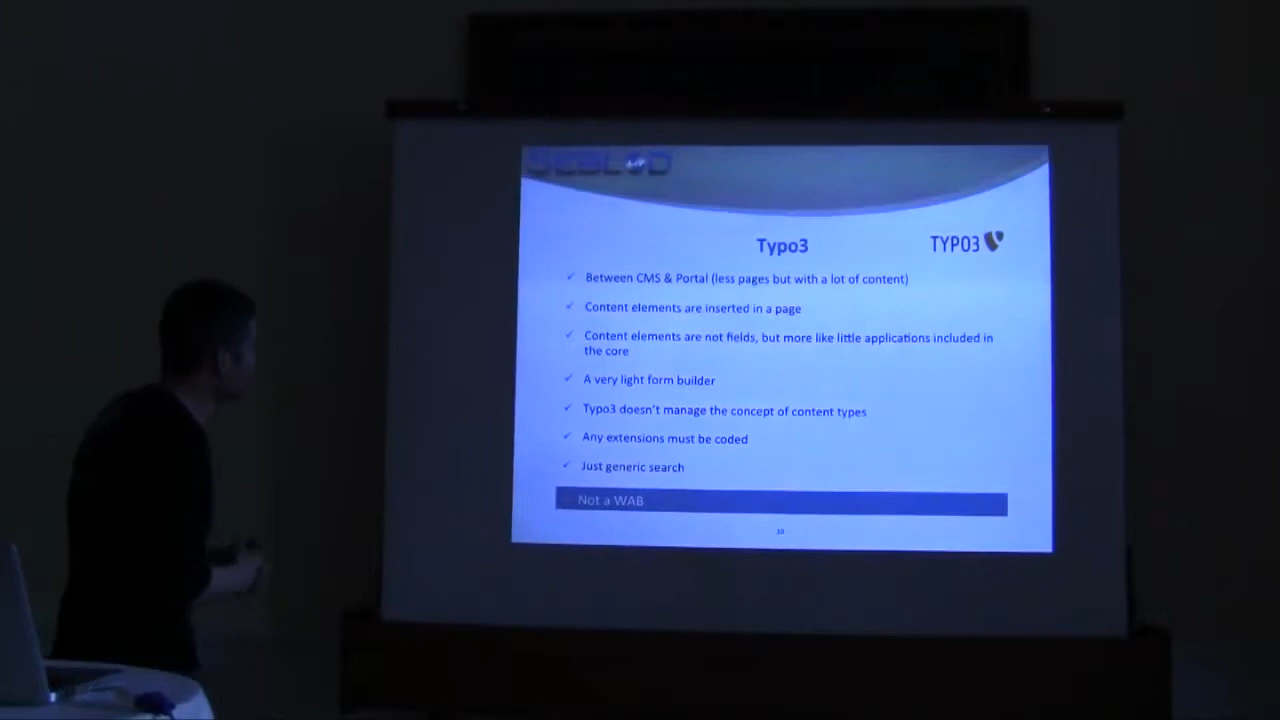 SEBLOD
Typo3
TYPO3
Between CMS & Portal (less pages but with a lot of content)
Content elements are inserted in a page
Content elements are not fields, but more like little applications included in
the core
A very light form builder
Typo3 doesn't manage the concept of content types
Any extensions must be coded
Just generic search
Not a WAB